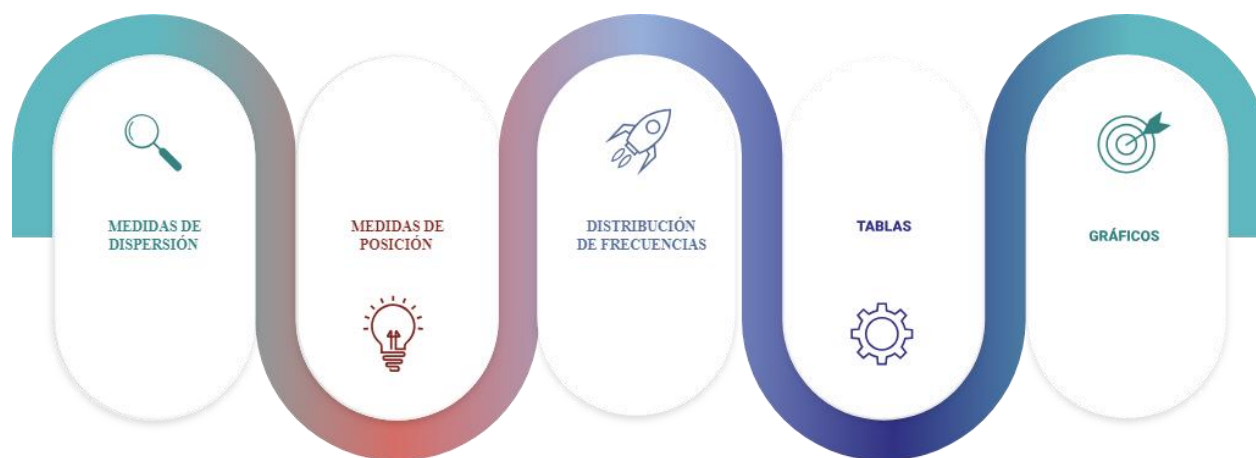 MEDIDAS DE
DISPERSIÓN
MEDIDAS DE
POSICIÓN
DISTRIBUCIÓN
DE FRECUENCIAS
TABLAS
GRÁFICOS